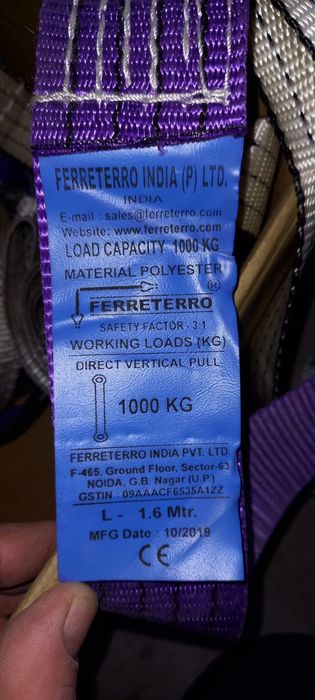 FERRETERRO INDIA (P) LTD.
INDIA
E-mail : sales@ferreterro.com
Website: www.ferreterro.com
LOAD CAPACITY 1000 KG
MATERIAL POLYESTER
®
FERRETERRO
SAFETY FACTOR - 3:1
WORKING LOADS (KG)
DIRECT VERTICAL PULL
1000 KG
FERRETERRO INDIA PVT. LTD
F-465, Ground Floor, Sector-63
NOIDA, G.B. Nagar (U.P.)
GSTIN : 09AAACF6535A1ZZ
L - 1.6 Mtr.
MFG Date : 10/2019
CE